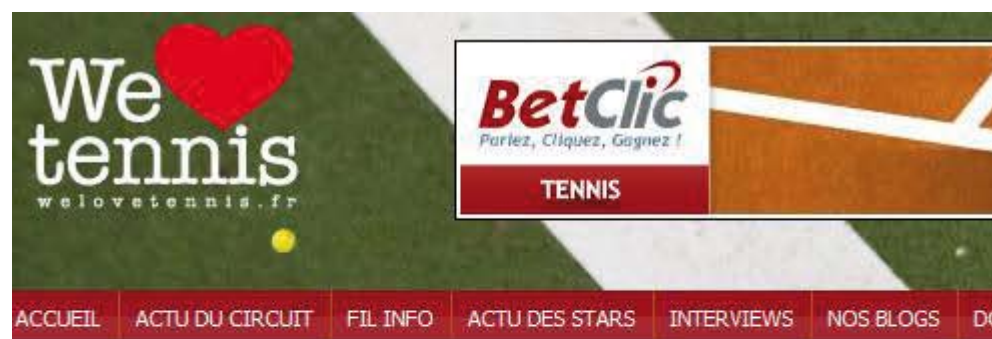 We
tennis
welovetennis.fr
BetClic
Pariez, Cliquez, Gagnez !
TENNIS
ACCUEIL ACTU DU CIRCUIT FIL INFO ACTU DES STARS INTERVIEWS NOS BLOGS